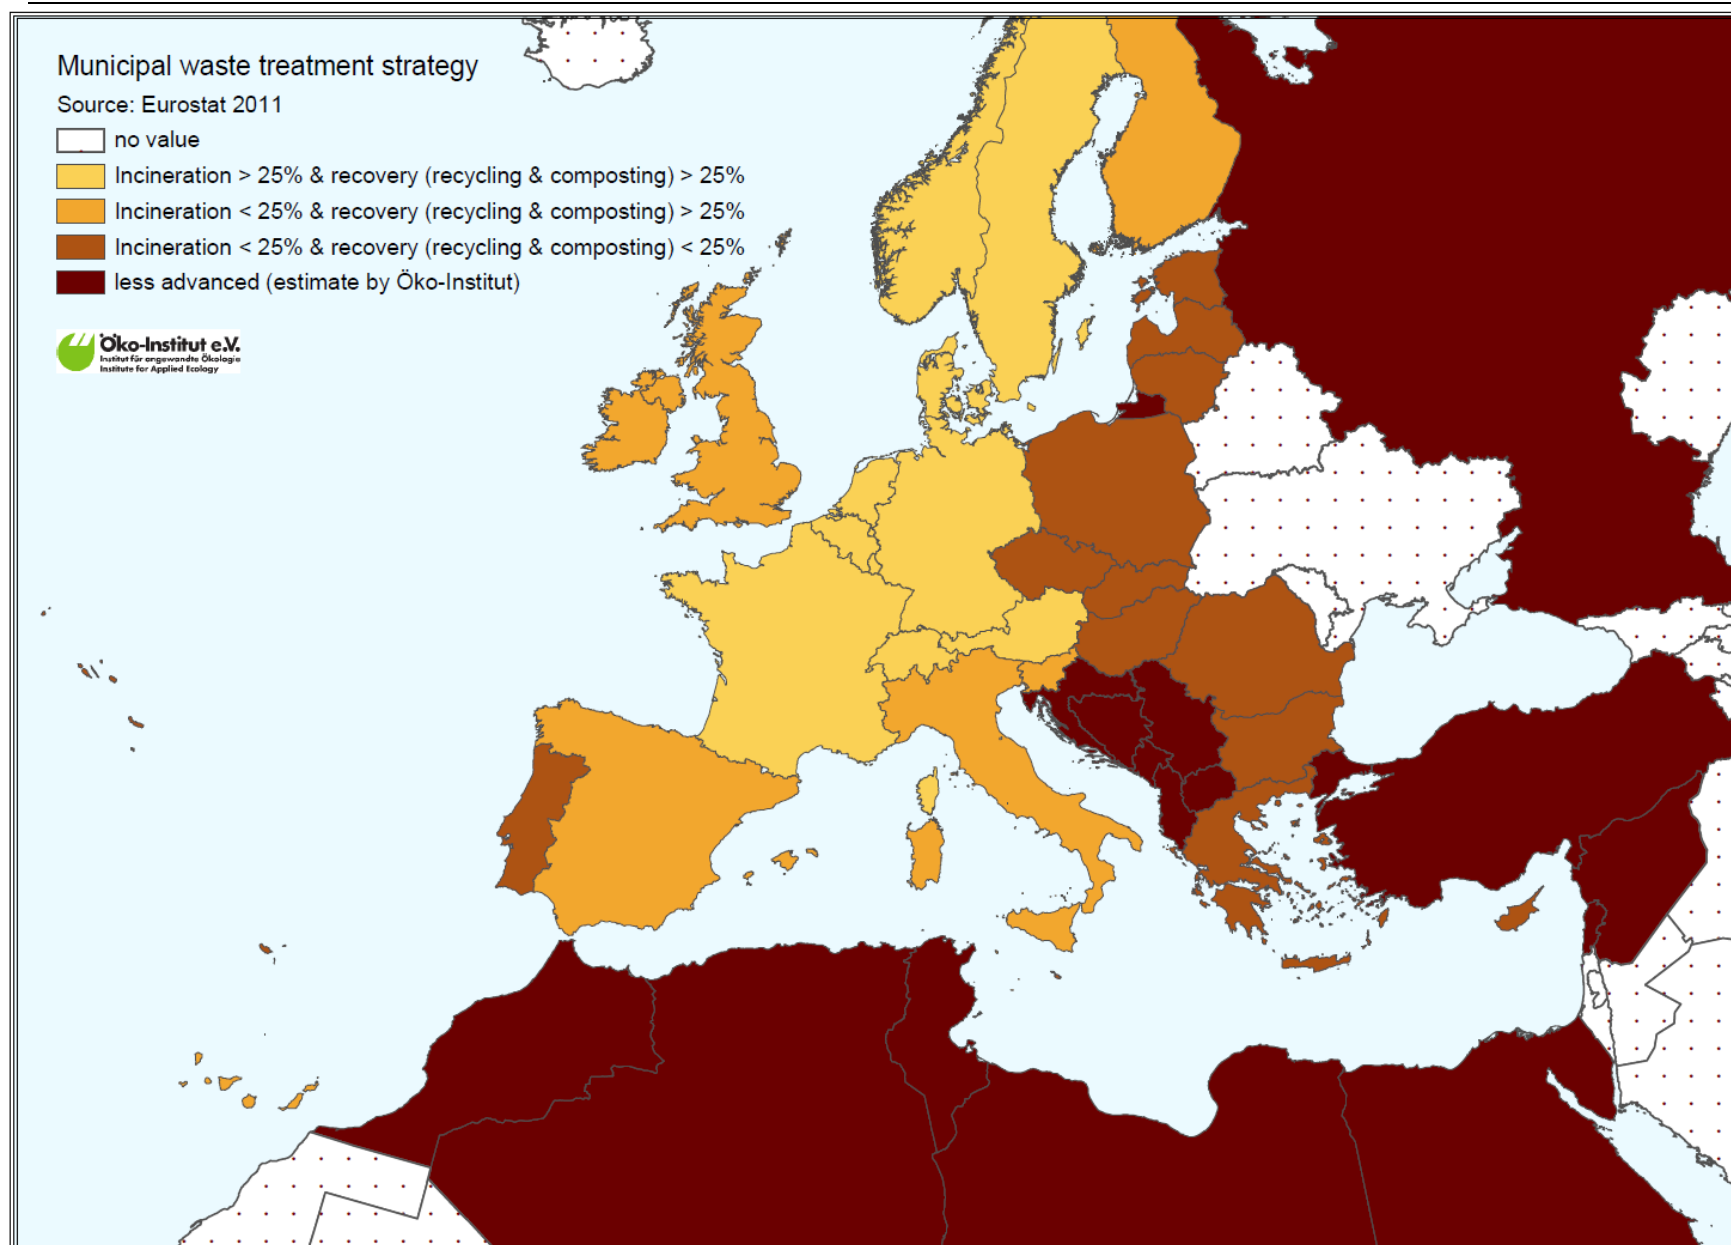 Municipal waste treatment strategy
Source: Eurostat 2011
no value
Incineration > 25% & recovery (recycling & composting) > 25%
Incineration < 25% & recovery (recycling & composting) > 25%
Incineration < 25% & recovery (recycling & composting) < 25%
less advanced (estimate by Öko-Institut)
Öko-Institut e.V.
Institut für angewandte Ökologie
Institute for Applied Ecology